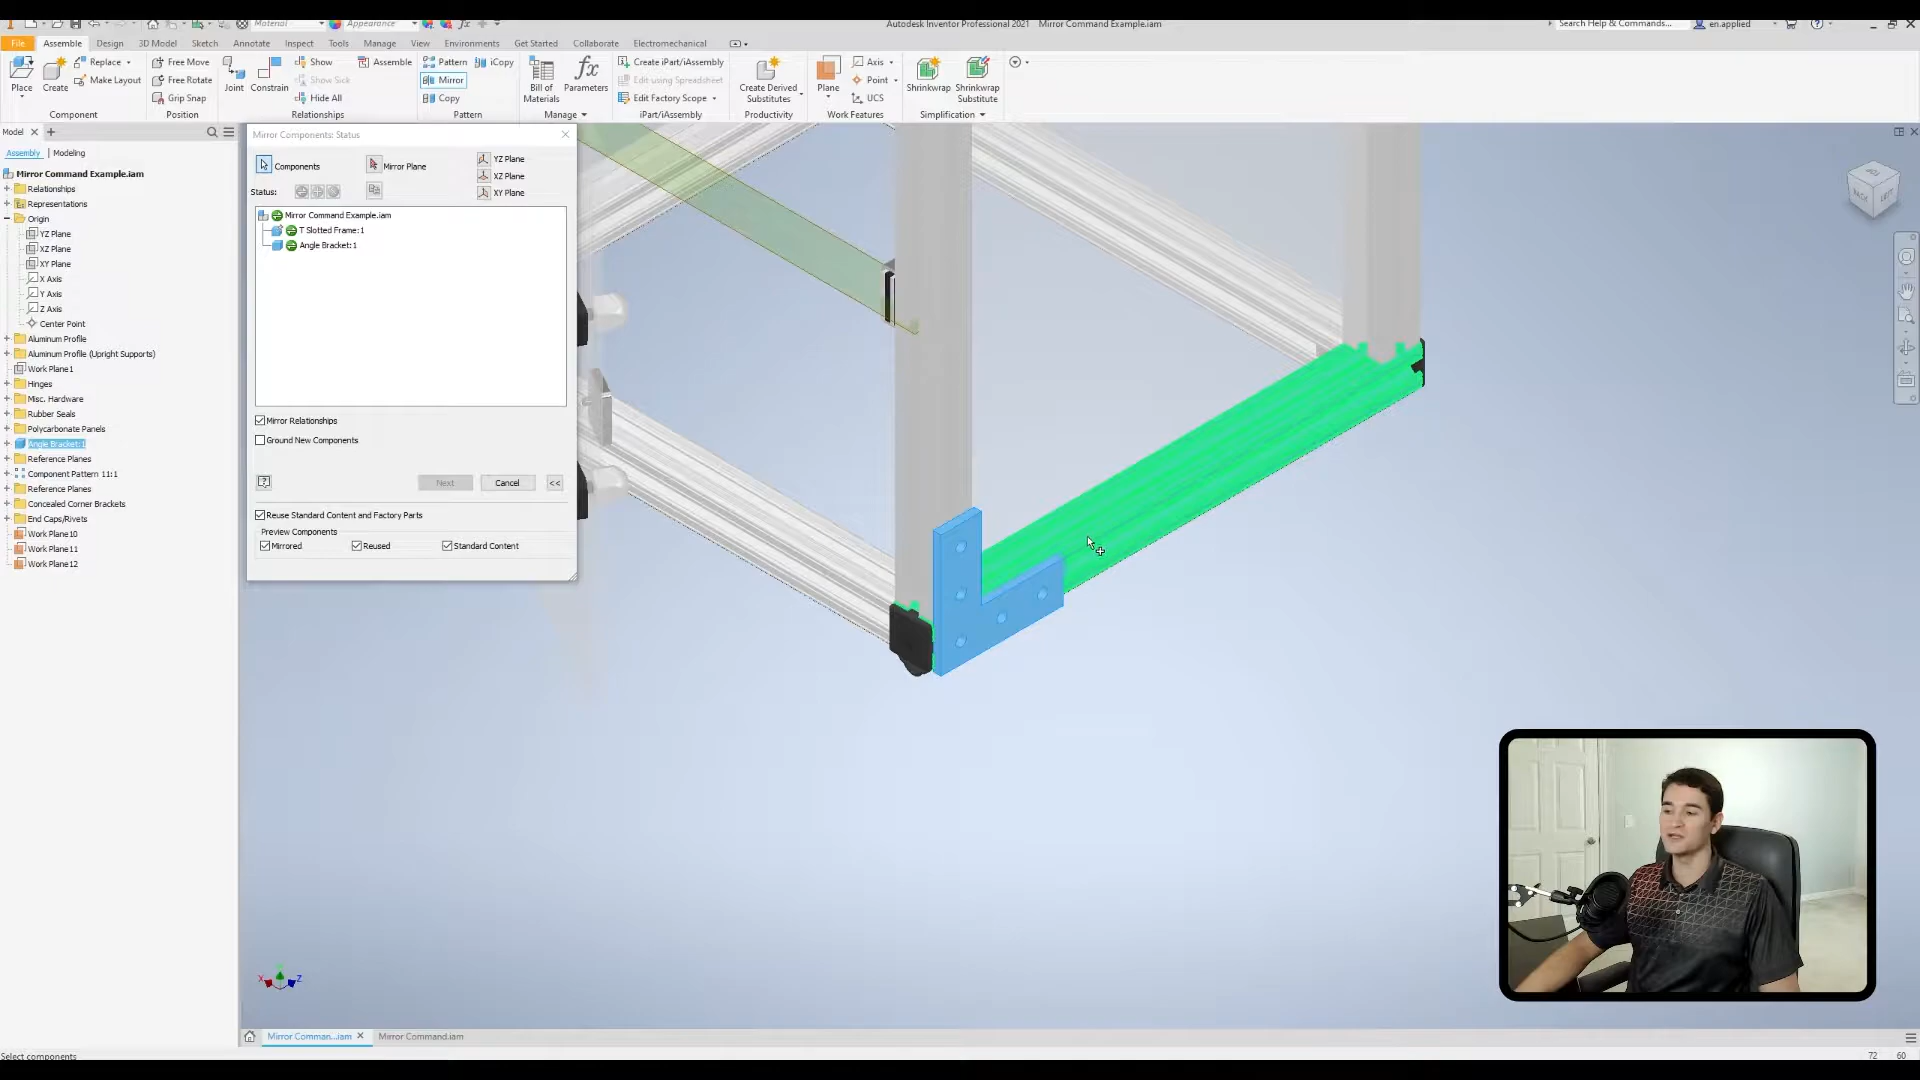 Material
Appearance
Autodesk Inventor Professional 2021 Mirror Command Example.iam
Search Help & Commands...
en.applied
File Assemble Design 3D Model Sketch Annotate Inspect Tools Manage View Environments Get Started Collaborate Electromechanical
Place
Create
Replace
Make Layout
Component
Free Move
Free Rotate
Grip Snap
Position
Joint
Constrain
Show
Show Sick
Hide All
Relationships
Assemble
Pattern
Mirror
Copy
iCopy
Pattern
Bill of
Materials
Parameters
Manage
Create iPart/iAssembly
Edit using Spreadsheet
Edit Factory Scope
iPart/iAssembly
Create Derived
Substitutes
Productivity
Plane
Axis
Point
UCS
Work Features
Shrinkwrap
Shrinkwrap
Substitute
Simplification
Model
Assembly Modeling
Mirror Command Example.iam
Relationships
Representations
Origin
YZ Plane
XZ Plane
XY Plane
X Axis
Y Axis
Z Axis
Center Point
Aluminum Profile
Aluminum Profile (Upright Supports)
Work Plane1
Hinges
Misc. Hardware
Rubber Seals
Polycarbonate Panels
Angle Bracket:1
Reference Planes
Component Pattern 11:1
Reference Planes
Concealed Corner Brackets
End Caps/Rivets
Work Plane10
Work Plane11
Work Plane12
Mirror Components: Status
Components
Mirror Plane
YZ Plane
XZ Plane
XY Plane
Status:
Mirror Command Example.iam
T Slotted Frame:1
Angle Bracket:1
Mirror Relationships
Ground New Components
Next
Cancel
<<
Reuse Standard Content and Factory Parts
Preview Components
Mirrored
Reused
Standard Content
BACK
X
Z
Mirror Comman...iam
Mirror Command.iam
Select components
72 60